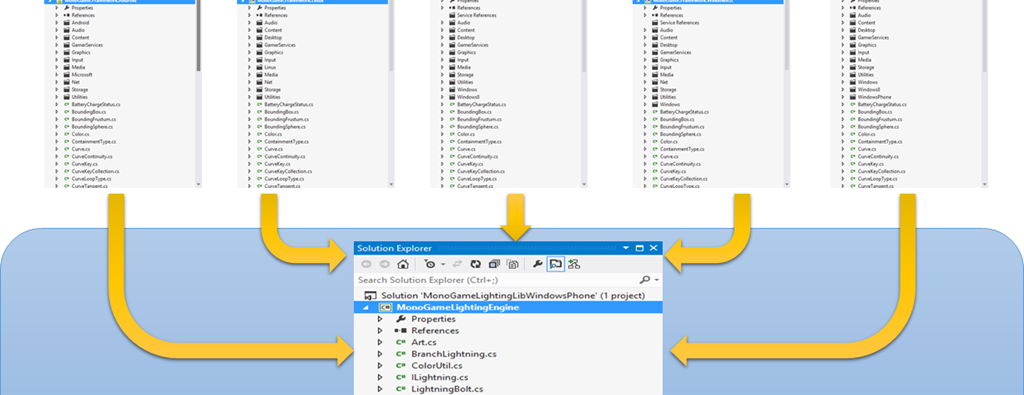 Properties
References
Android
Audio
Content
GamerServices
Graphics
Input
Media
Microsoft
Net
Storage
Utilities
BatteryChargeStatus.cs
BoundingBox.cs
BoundingFrustum.cs
BoundingSphere.cs
Color.cs
ContainmentType.cs
Curve.cs
CurveContinuity.cs
CurveKey.cs
CurveKeyCollection.cs
CurveLoopType.cs
CurveTangent.cs
Properties
References
Audio
Content
Desktop
GamerServices
Graphics
Input
Linux
Media
Net
Storage
Utilities
BatteryChargeStatus.cs
BoundingBox.cs
BoundingFrustum.cs
BoundingSphere.cs
Color.cs
ContainmentType.cs
Curve.cs
CurveContinuity.cs
CurveKey.cs
CurveKeyCollection.cs
CurveLoopType.cs
CurveTangent.cs
Properties
References
Service References
Audio
Content
Desktop
GamerServices
Graphics
Input
Media
Storage
Utilities
Windows
Windows8
BatteryChargeStatus.cs
BoundingBox.cs
BoundingFrustum.cs
BoundingSphere.cs
Color.cs
ContainmentType.cs
Curve.cs
CurveContinuity.cs
CurveKey.cs
CurveKeyCollection.cs
CurveLoopType.cs
CurveTangent.cs
Properties
References
Service References
Audio
Content
Desktop
GamerServices
Graphics
Input
Media
Net
Storage
Utilities
Windows
BatteryChargeStatus.cs
BoundingBox.cs
BoundingFrustum.cs
BoundingSphere.cs
Color.cs
ContainmentType.cs
Curve.cs
CurveContinuity.cs
CurveKey.cs
CurveKeyCollection.cs
CurveLoopType.cs
Properties
References
Audio
Content
Desktop
GamerServices
Graphics
Input
Media
Storage
Utilities
Windows
Windows8
WindowsPhone
BatteryChargeStatus.cs
BoundingBox.cs
BoundingFrustum.cs
BoundingSphere.cs
Color.cs
ContainmentType.cs
Curve.cs
CurveContinuity.cs
CurveKey.cs
CurveKeyCollection.cs
CurveLoopType.cs
CurveTangent.cs
Solution Explorer
Search Solution Explorer (Ctrl+;)
Solution 'MonoGameLightingLibWindowsPhone' (1 project)
MonoGameLightingEngine
Properties
References
Art.cs
BranchLightning.cs
ColorUtil.cs
ILightning.cs
LightningBolt.cs